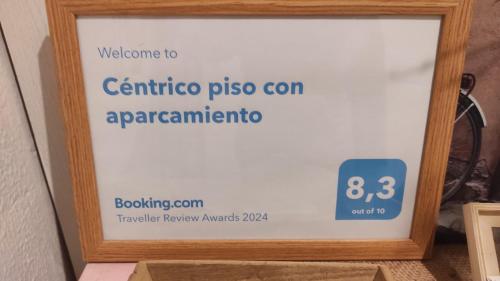 Welcome to
Céntrico piso con
aparcamiento
Booking.com
Traveller Review Awards 2024
8,3
out of 10